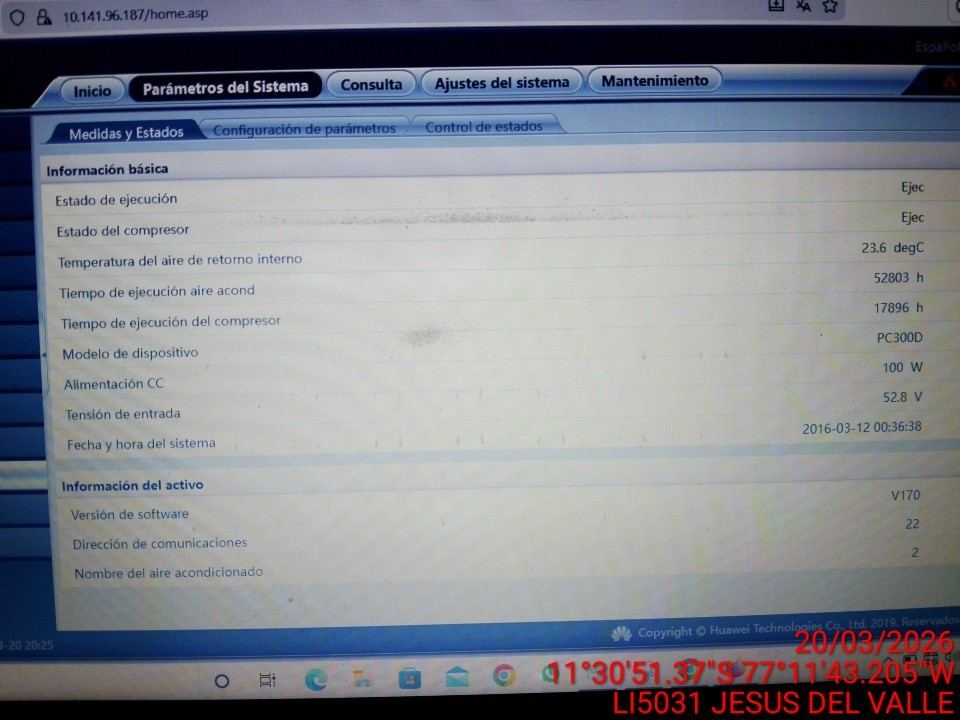 10.141.96.187/home.asp
Español
Inicio
Parámetros del Sistema
Consulta
Ajustes del sistema
Mantenimiento
Medidas y Estados
Configuración de parámetros
Control de estados
Información básica
Estado de ejecución Ejec
Estado del compresor Ejec
Temperatura del aire de retorno interno 23.6 degC
Tiempo de ejecución aire acond 52803 h
Tiempo de ejecución del compresor 17896 h
Modelo de dispositivo PC300D
Alimentación CC 100 W
Tensión de entrada 52.8 V
Fecha y hora del sistema 2016-03-12 00:36:38
Información del activo
Versión de software V170
Dirección de comunicaciones 22
Nombre del aire acondicionado 2
3-20 20:25
Copyright © Huawei Technologies Co., Ltd. 2019. Reservados
20/03/2026
11°30'51.37"S 77°11'43.205"W
LI5031 JESUS DEL VALLE